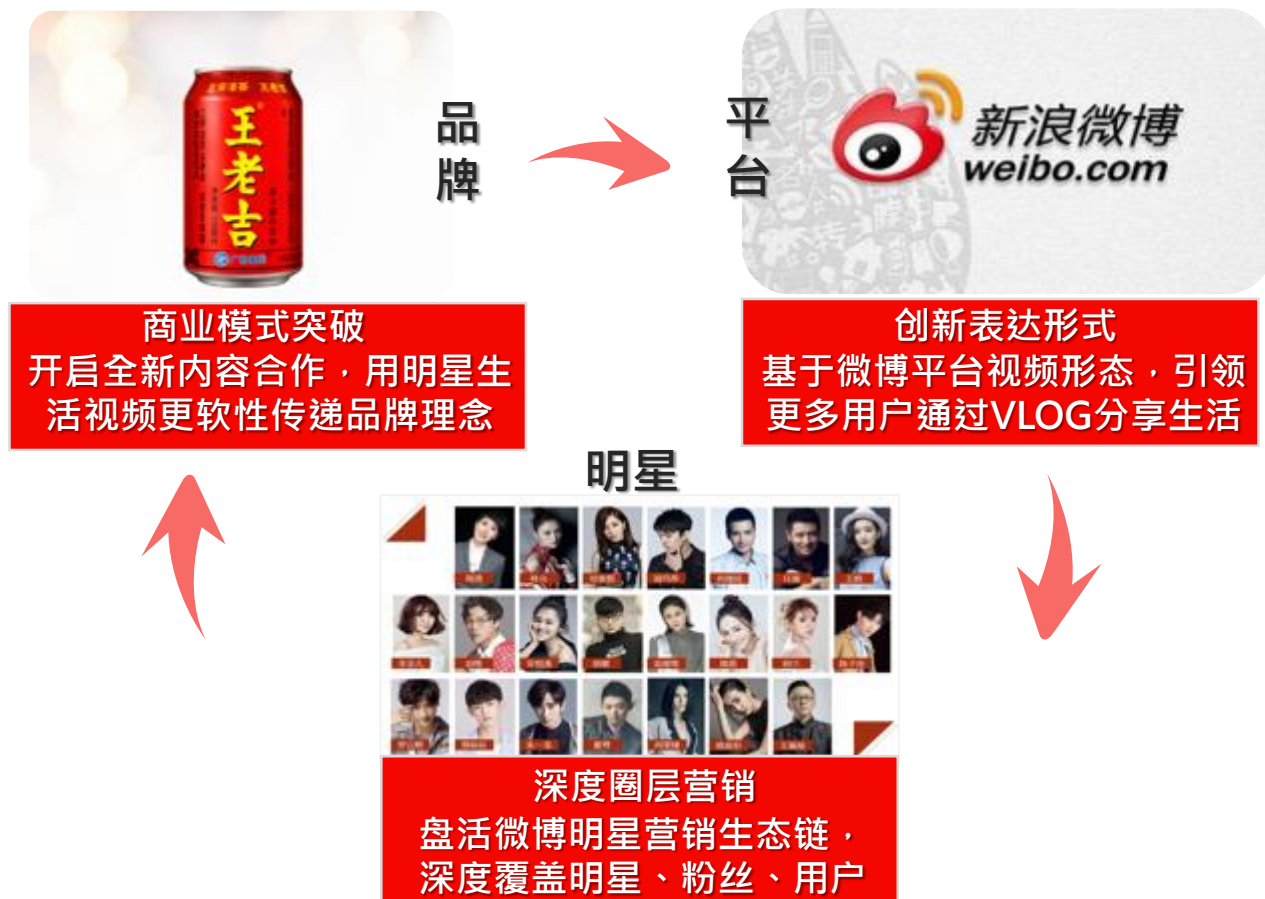 王老吉
品牌
平台
新浪微博
weibo.com
商业模式突破
开启全新内容合作，用明星生
活视频更软性传递品牌理念
创新表达形式
基于微博平台视频形态，引领
更多用户通过VLOG分享生活
明星
深度圈层营销
盘活微博明星营销生态链，
深度覆盖明星、粉丝、用户